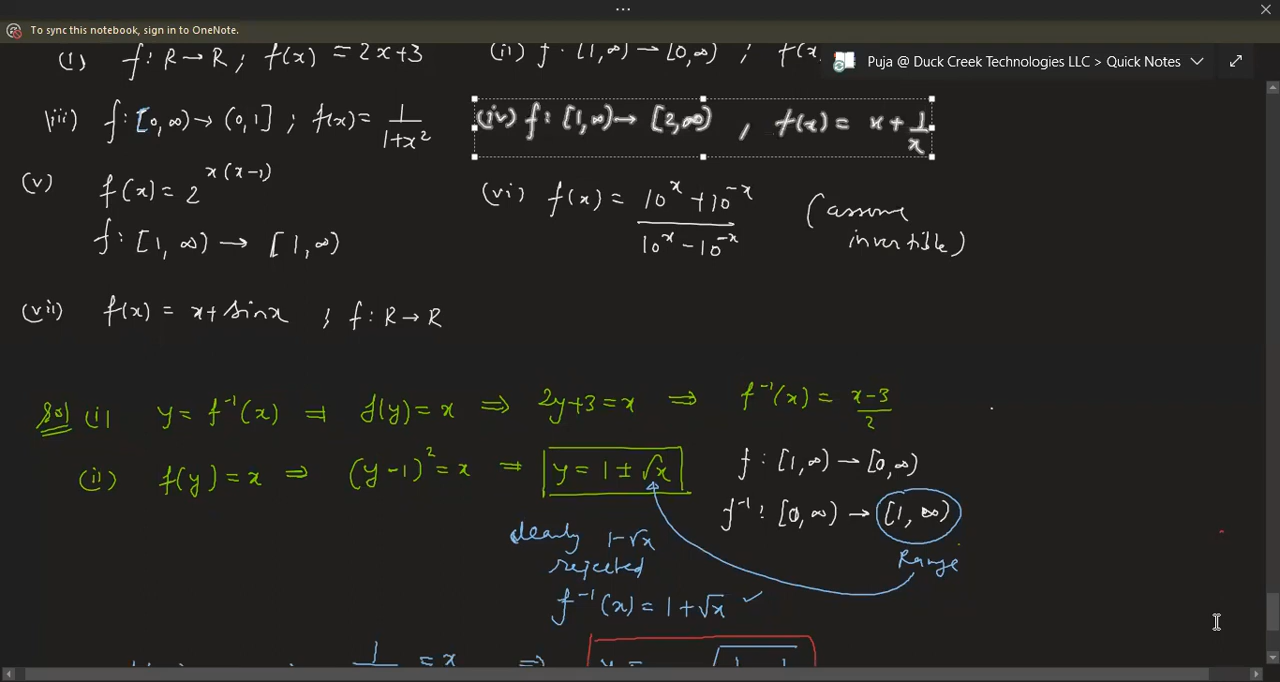 ...
To sync this notebook, sign in to OneNote.
(i) f : R → R ; f(x) = 2x+3 (ii) f : [1, ∞) → [0, ∞) ; f(x
Puja @ Duck Creek Technologies LLC > Quick Notes
(iii) f : [0, ∞) → (0, 1] ; f(x) = 1/(1+x²) (iv) f : [1, ∞) → [2, ∞) , f(x) = x + 1/x
(v) f(x) = 2^(x(x-1)) (vi) f(x) = (10^x + 10^-x)/(10^x - 10^-x) (assume invertible)
f : [1, ∞) → [1, ∞)
(vii) f(x) = x + sinx ; f : R → R
Sol (i) y = f⁻¹(x) ⇒ f(y) = x ⇒ 2y+3 = x ⇒ f⁻¹(x) = (x-3)/2
(ii) f(y) = x ⇒ (y-1)² = x ⇒ y = 1 ± √x
f : [1, ∞) → [0, ∞)
f⁻¹ : [0, ∞) → [1, ∞)
Range
clearly 1-√x
rejected
f⁻¹(x) = 1 + √x ✓
= x ⇒